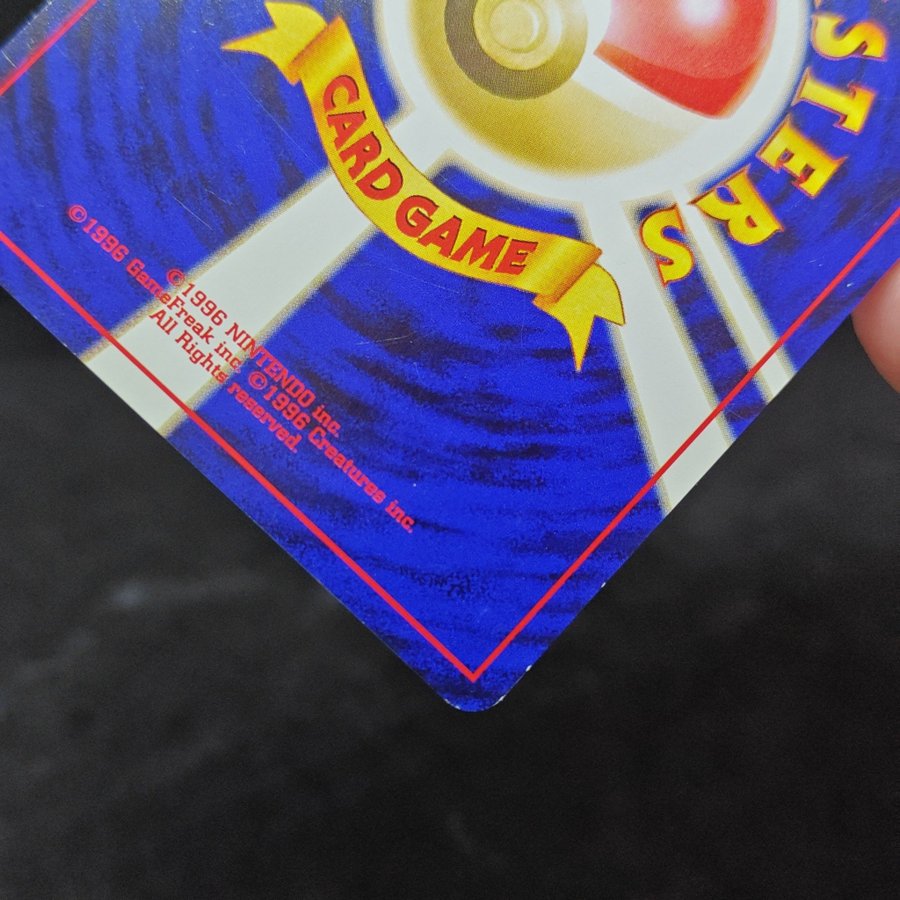 CARD GAME
STERS
©1996 NINTENDO inc.
©1996 GameFreak inc. ©1996 Creatures inc.
All Rights reserved.